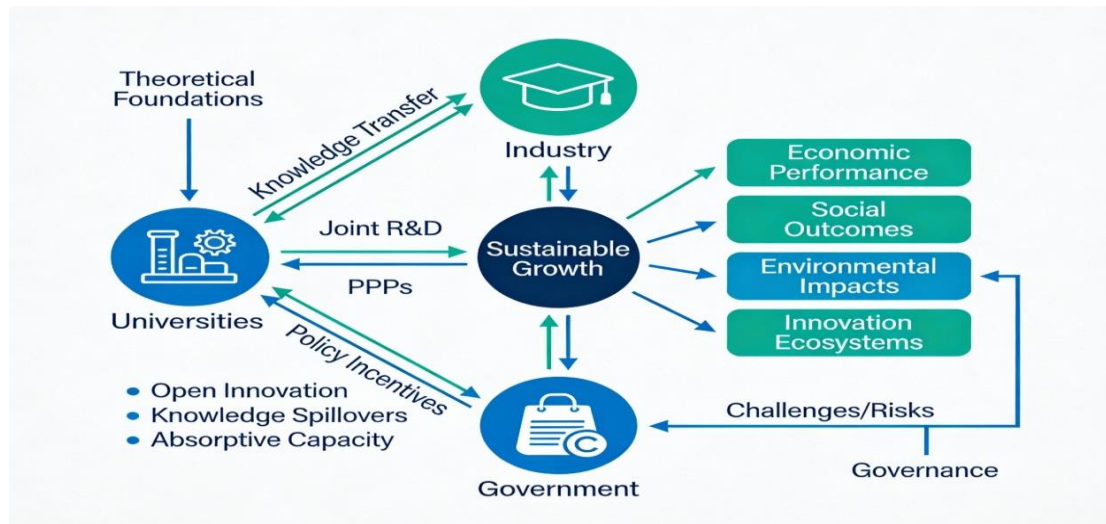 Theoretical
Foundations
Knowledge Transfer
Industry
Joint R&D
PPPs
Universities
Policy Incentives
Sustainable
Growth
Economic
Performance
Social
Outcomes
Environmental
Impacts
Innovation
Ecosystems
• Open Innovation
• Knowledge Spillovers
• Absorptive Capacity
C
Government
Challenges/Risks
Governance